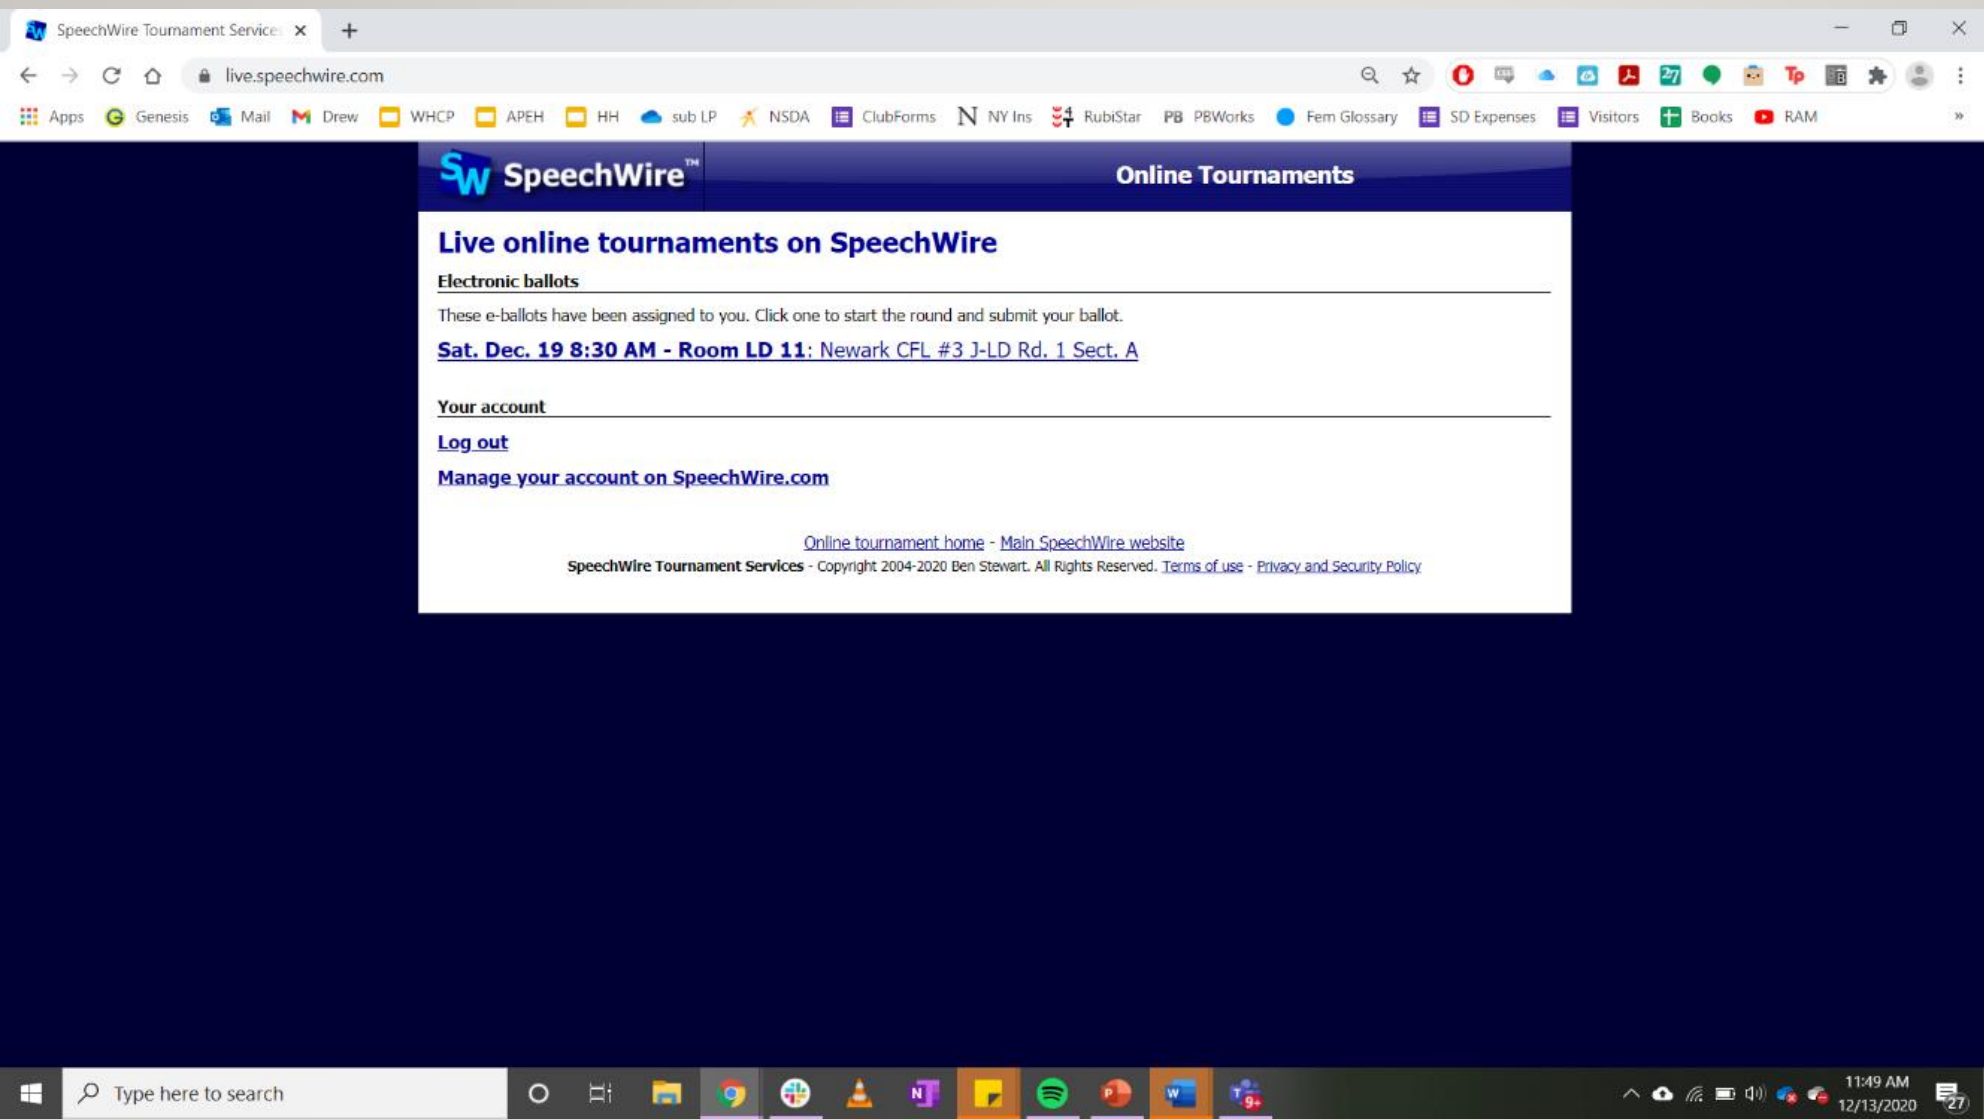 SpeechWire Tournament Service
live.speechwire.com
27 Tp B
Apps Genesis Mail Drew WHCP APEH HH sub LP NSDA ClubForms N NY Ins RubiStar PB PBWorks Fem Glossary SD Expenses Visitors Books RAM »
SW SpeechWire™ Online Tournaments
Live online tournaments on SpeechWire
Electronic ballots
These e-ballots have been assigned to you. Click one to start the round and submit your ballot.
Sat. Dec. 19 8:30 AM - Room LD 11: Newark CFL #3 J-LD Rd. 1 Sect. A
Your account
Log out
Manage your account on SpeechWire.com
Online tournament home - Main SpeechWire website
SpeechWire Tournament Services - Copyright 2004-2020 Ben Stewart. All Rights Reserved. Terms of use - Privacy and Security Policy
Type here to search
N P W T 9+
11:49 AM
12/13/2020
27